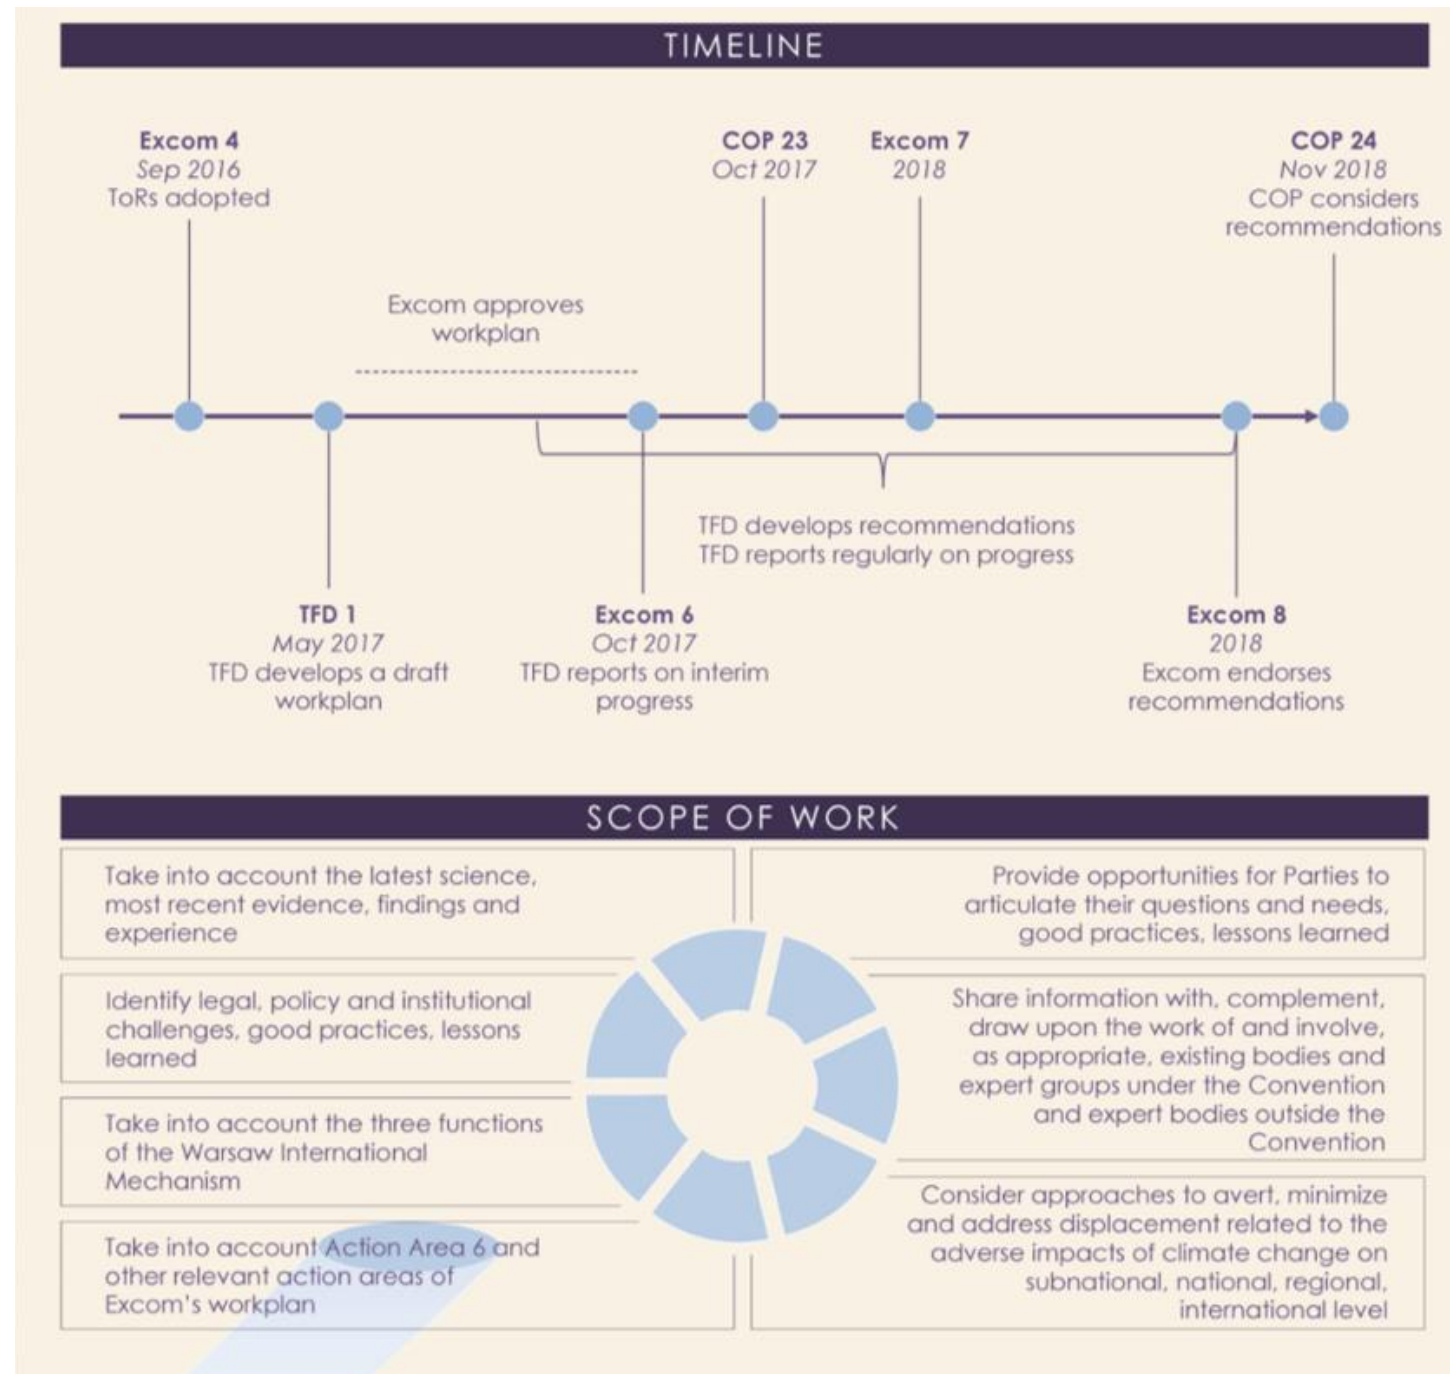 TIMELINE
Excom 4
Sep 2016
ToRs adopted
COP 23
Oct 2017
Excom 7
2018
COP 24
Nov 2018
COP considers
recommendations
Excom approves
workplan
TFD develops recommendations
TFD reports regularly on progress
TFD 1
May 2017
TFD develops a draft
workplan
Excom 6
Oct 2017
TFD reports on interim
progress
Excom 8
2018
Excom endorses
recommendations
SCOPE OF WORK
Take into account the latest science,
most recent evidence, findings and
experience
Identify legal, policy and institutional
challenges, good practices, lessons
learned
Take into account the three functions
of the Warsaw International
Mechanism
Take into account Action Area 6 and
other relevant action areas of
Excom's workplan
Provide opportunities for Parties to
articulate their questions and needs,
good practices, lessons learned
Share information with, complement,
draw upon the work of and involve,
as appropriate, existing bodies and
expert groups under the Convention
and expert bodies outside the
Convention
Consider approaches to avert, minimize
and address displacement related to the
adverse impacts of climate change on
subnational, national, regional,
international level